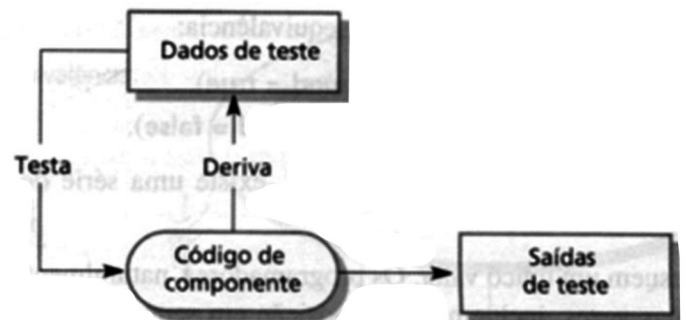 Dados de teste
Testa
Deriva
Código de
componente
Saídas
de teste